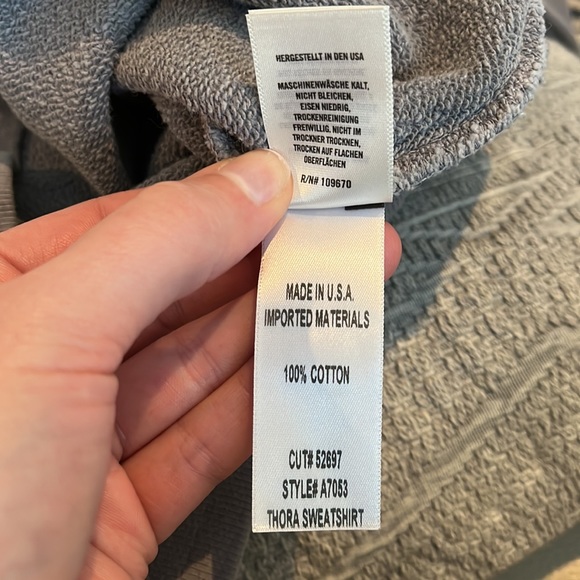 HERGESTELLT IN DEN USA
MASCHINENWÄSCHE KALT,
NICHT BLEICHEN,
EISEN NIEDRIG,
TROCKENREINIGUNG
FREIWILLIG, NICHT IM
TROCKNER TROCKNEN,
TROCKEN AUF FLACHEN
OBERFLÄCHEN
R/N# 109670
MADE IN U.S.A.
IMPORTED MATERIALS
100% COTTON
CUT# 52697
STYLE# A7053
THORA SWEATSHIRT